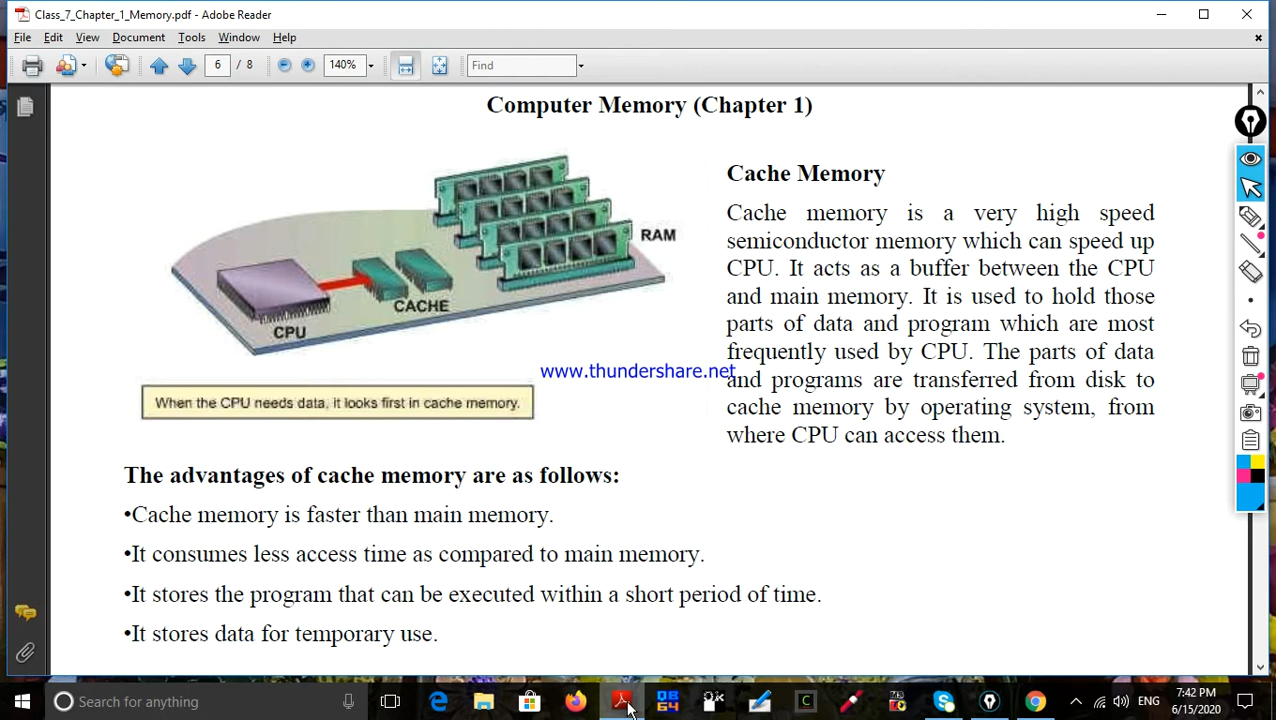 Class_7_Chapter_1_Memory.pdf - Adobe Reader
File Edit View Document Tools Window Help
6 / 8 140% Find
Computer Memory (Chapter 1)
RAM
CACHE
CPU
When the CPU needs data, it looks first in cache memory.
Cache Memory
Cache memory is a very high speed
semiconductor memory which can speed up
CPU. It acts as a buffer between the CPU
and main memory. It is used to hold those
parts of data and program which are most
frequently used by CPU. The parts of data
and programs are transferred from disk to
cache memory by operating system, from
where CPU can access them.
www.thundershare.net
The advantages of cache memory are as follows:
•Cache memory is faster than main memory.
•It consumes less access time as compared to main memory.
•It stores the program that can be executed within a short period of time.
•It stores data for temporary use.
Search for anything
QB
64
C
ENG
7:42 PM
6/15/2020